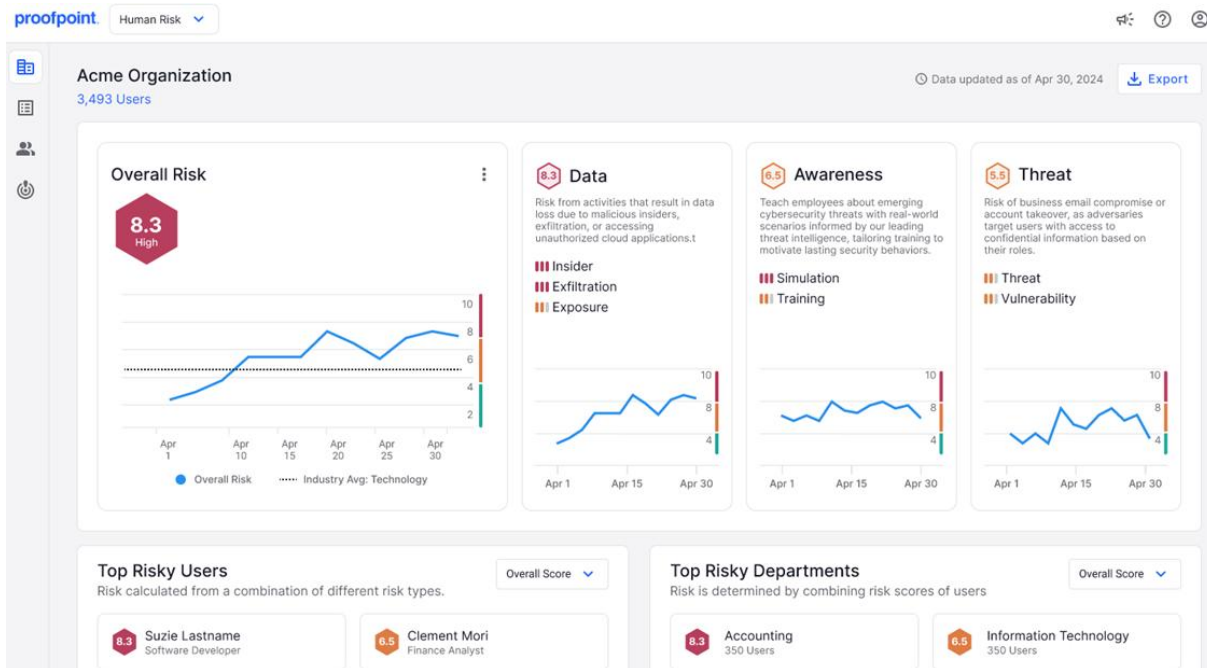 proofpoint.
Human Risk
Acme Organization
3,493 Users
Data updated as of Apr 30, 2024
Export
Overall Risk
8.3
High
10
8
6
4
2
Apr 1
Apr 10
Apr 15
Apr 20
Apr 25
Apr 30
Overall Risk
Industry Avg: Technology
8.3
Data
Risk from activities that result in data
loss due to malicious insiders,
exfiltration, or accessing
unauthorized cloud applications.t
Insider
Exfiltration
Exposure
10
8
4
Apr 1
Apr 15
Apr 30
6.5
Awareness
Teach employees about emerging
cybersecurity threats with real-world
scenarios informed by our leading
threat intelligence, tailoring training to
motivate lasting security behaviors.
Simulation
Training
10
8
4
Apr 1
Apr 15
Apr 30
5.5
Threat
Risk of business email compromise or
account takeover, as adversaries
target users with access to
confidential information based on
their roles.
Threat
Vulnerability
10
8
4
Apr 1
Apr 15
Apr 30
Top Risky Users
Overall Score
Risk calculated from a combination of different risk types.
8.3
Suzie Lastname
Software Developer
6.5
Clement Mori
Finance Analyst
Top Risky Departments
Overall Score
Risk is determined by combining risk scores of users
8.3
Accounting
350 Users
6.5
Information Technology
350 Users